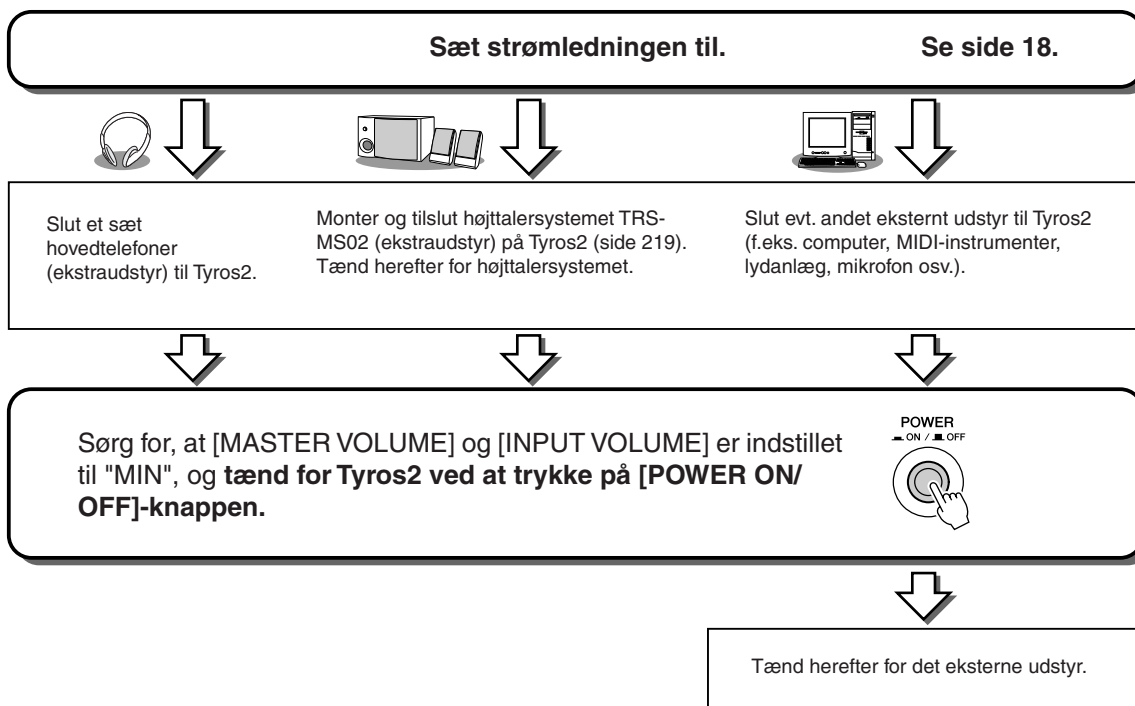 Sæt strømledningen til. Se side 18.
Slut et sæt
hovedtelefoner
(ekstraudstyr) til Tyros2.
Monter og tilslut højttalersystemet TRS-
MS02 (ekstraudstyr) på Tyros2 (side 219).
Tænd herefter for højttalersystemet.
Slut evt. andet eksternt udstyr til Tyros2
(f.eks. computer, MIDI-instrumenter,
lydanlæg, mikrofon osv.).
Sørg for, at [MASTER VOLUME] og [INPUT VOLUME] er indstillet
til "MIN", og tænd for Tyros2 ved at trykke på [POWER ON/
OFF]-knappen.
POWER
ON / OFF
Tænd herefter for det eksterne udstyr.